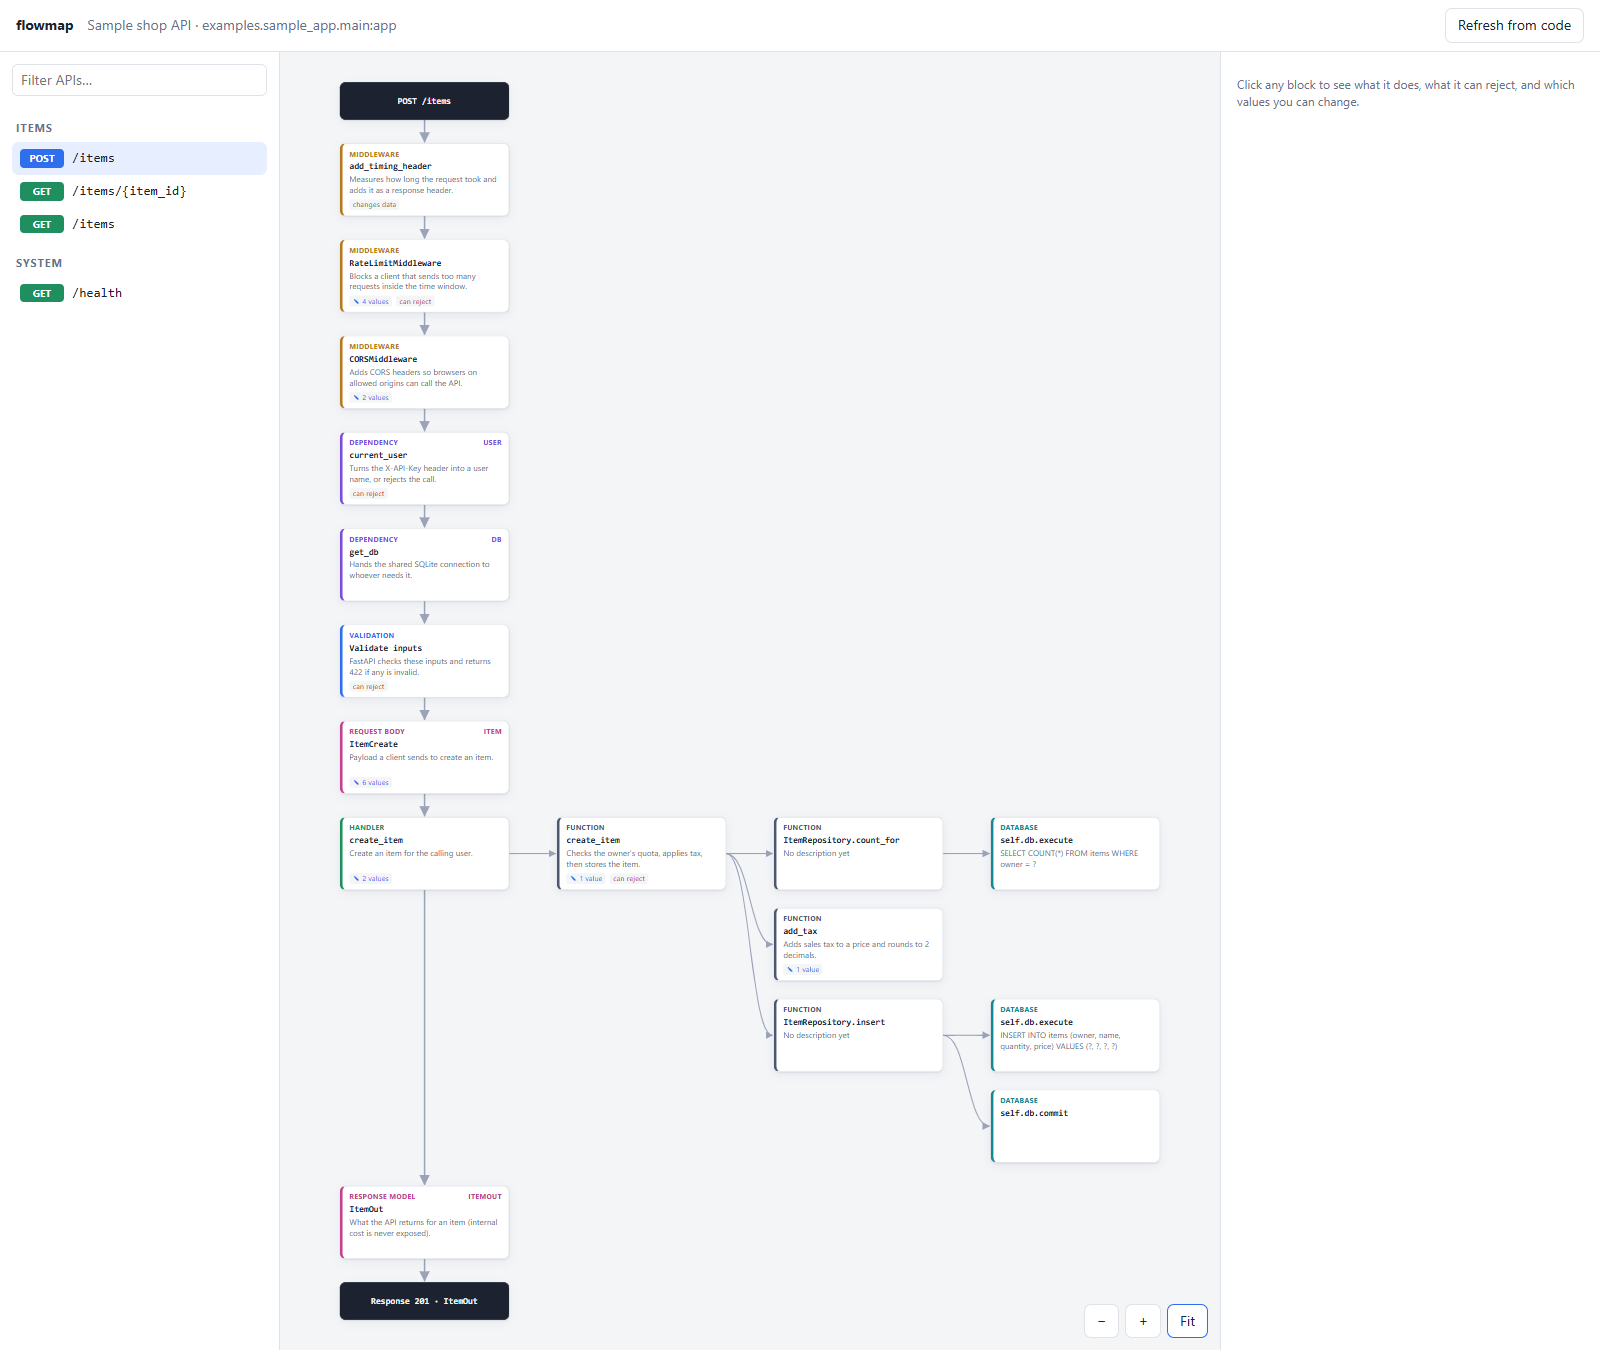 flowmap
Sample shop API · examples.sample_app.main:app
Refresh from code
Filter APIs...
ITEMS
POST /items
GET /items/{item_id}
GET /items
SYSTEM
GET /health
POST /items
MIDDLEWARE
add_timing_header
Measures how long the request took and
adds it as a response header.
changes data
MIDDLEWARE
RateLimitMiddleware
Blocks a client that sends too many
requests inside the time window.
4 values can reject
MIDDLEWARE
CORSMiddleware
Adds CORS headers so browsers on
allowed origins can call the API.
2 values
DEPENDENCY USER
current_user
Turns the X-API-Key header into a user
name, or rejects the call.
can reject
DEPENDENCY DB
get_db
Hands the shared SQLite connection to
whoever needs it.
VALIDATION
Validate inputs
FastAPI checks these inputs and returns
422 if any is invalid.
can reject
REQUEST BODY ITEM
ItemCreate
Payload a client sends to create an item.
6 values
HANDLER
create_item
Create an item for the calling user.
2 values
FUNCTION
create_item
Checks the owner's quota, applies tax,
then stores the item.
1 value can reject
FUNCTION
ItemRepository.count_for
No description yet
DATABASE
self.db.execute
SELECT COUNT(*) FROM items WHERE
owner = ?
FUNCTION
add_tax
Adds sales tax to a price and rounds to 2
decimals.
1 value
FUNCTION
ItemRepository.insert
No description yet
DATABASE
self.db.execute
INSERT INTO items (owner, name,
quantity, price) VALUES (?, ?, ?, ?)
DATABASE
self.db.commit
RESPONSE MODEL ITEMOUT
ItemOut
What the API returns for an item (internal
cost is never exposed).
Response 201 · ItemOut
− + Fit
Click any block to see what it does, what it can reject, and which
values you can change.